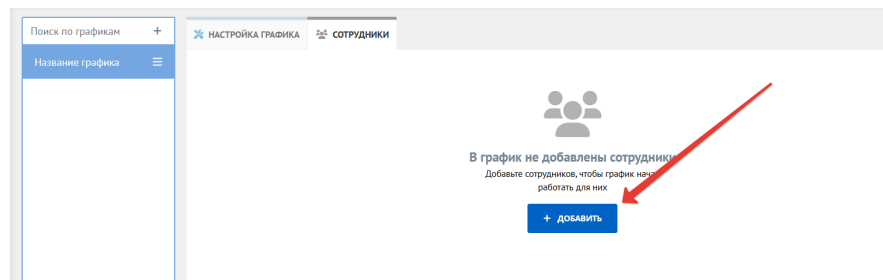 Поиск по графикам +
Название графика
НАСТРОЙКА ГРАФИКА
СОТРУДНИКИ
В график не добавлены сотрудники
Добавьте сотрудников, чтобы график нача
работать для них
+ ДОБАВИТЬ